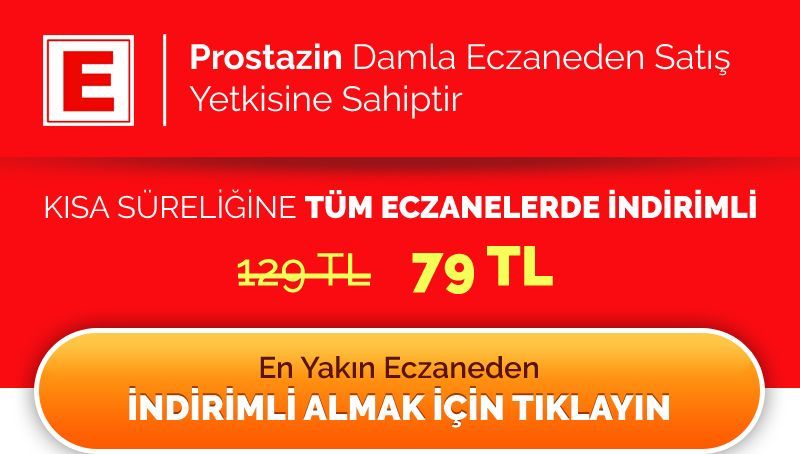 E
Prostazin Damla Eczaneden Satış
Yetkisine Sahiptir
KISA SÜRELİĞİNE TÜM ECZANELERDE İNDİRİMLİ
129 TL 79 TL
En Yakın Eczaneden
İNDİRİMLİ ALMAK İÇİN TIKLAYIN